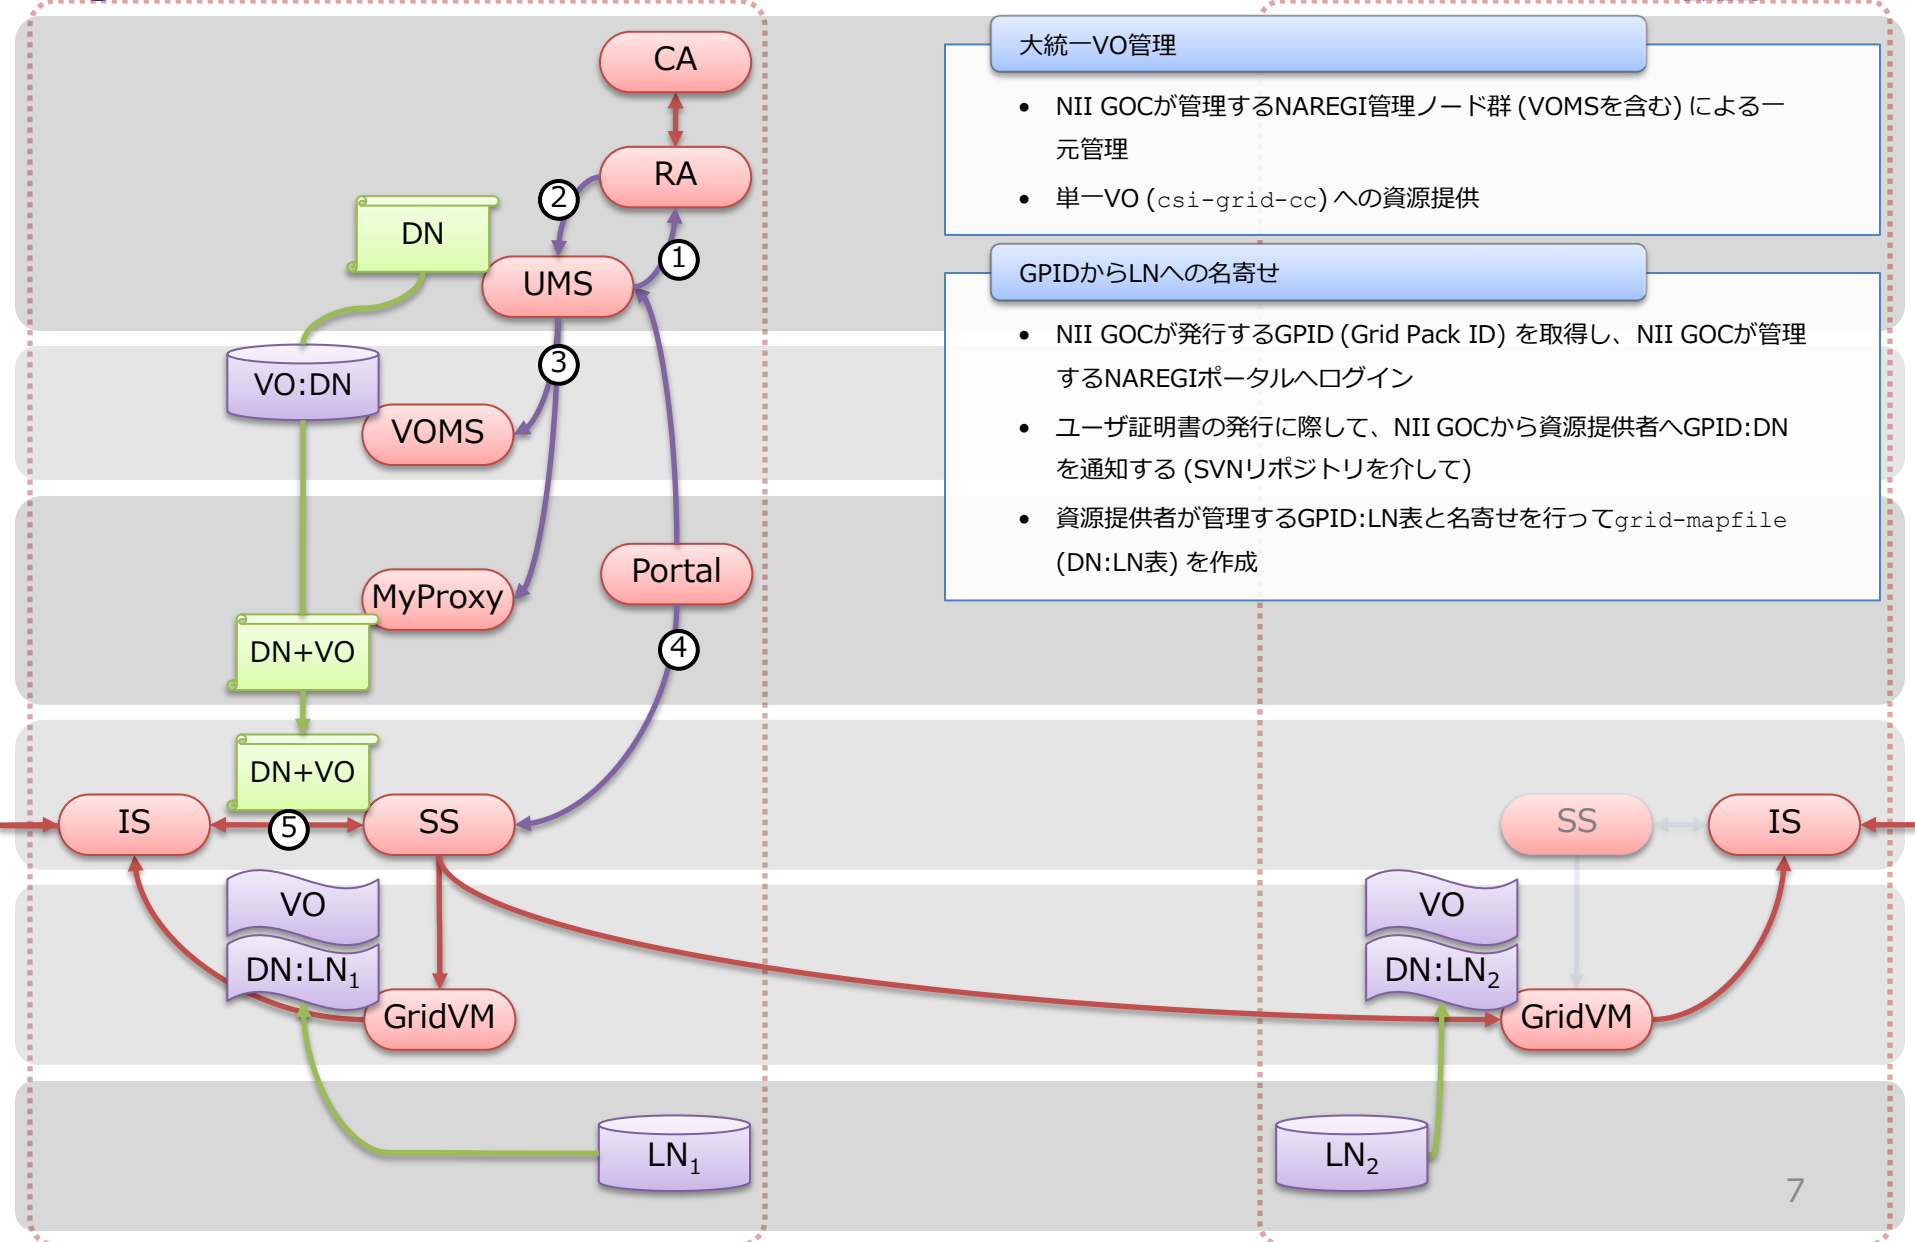 CA
大統一VO管理
• NII GOCが管理するNAREGI管理ノード群 (VOMSを含む) による一
元管理
• 単一VO (csi-grid-cc) への資源提供
RA
②
①
DN
UMS
GPIDからLNへの名寄せ
• NII GOCが発行するGPID (Grid Pack ID) を取得し、NII GOCが管理
するNAREGIポータルへログイン
• ユーザ証明書の発行に際して、NII GOCから資源提供者へGPID:DN
を通知する (SVNリポジトリを介して)
• 資源提供者が管理するGPID:LN表と名寄せを行ってgrid-mapfile
(DN:LN表) を作成
③
VO:DN
VOMS
Portal
MyProxy
DN+VO
④
DN+VO
IS
⑤
SS
SS
IS
VO
DN:LN₁
GridVM
VO
DN:LN₂
GridVM
LN₁
LN₂
7